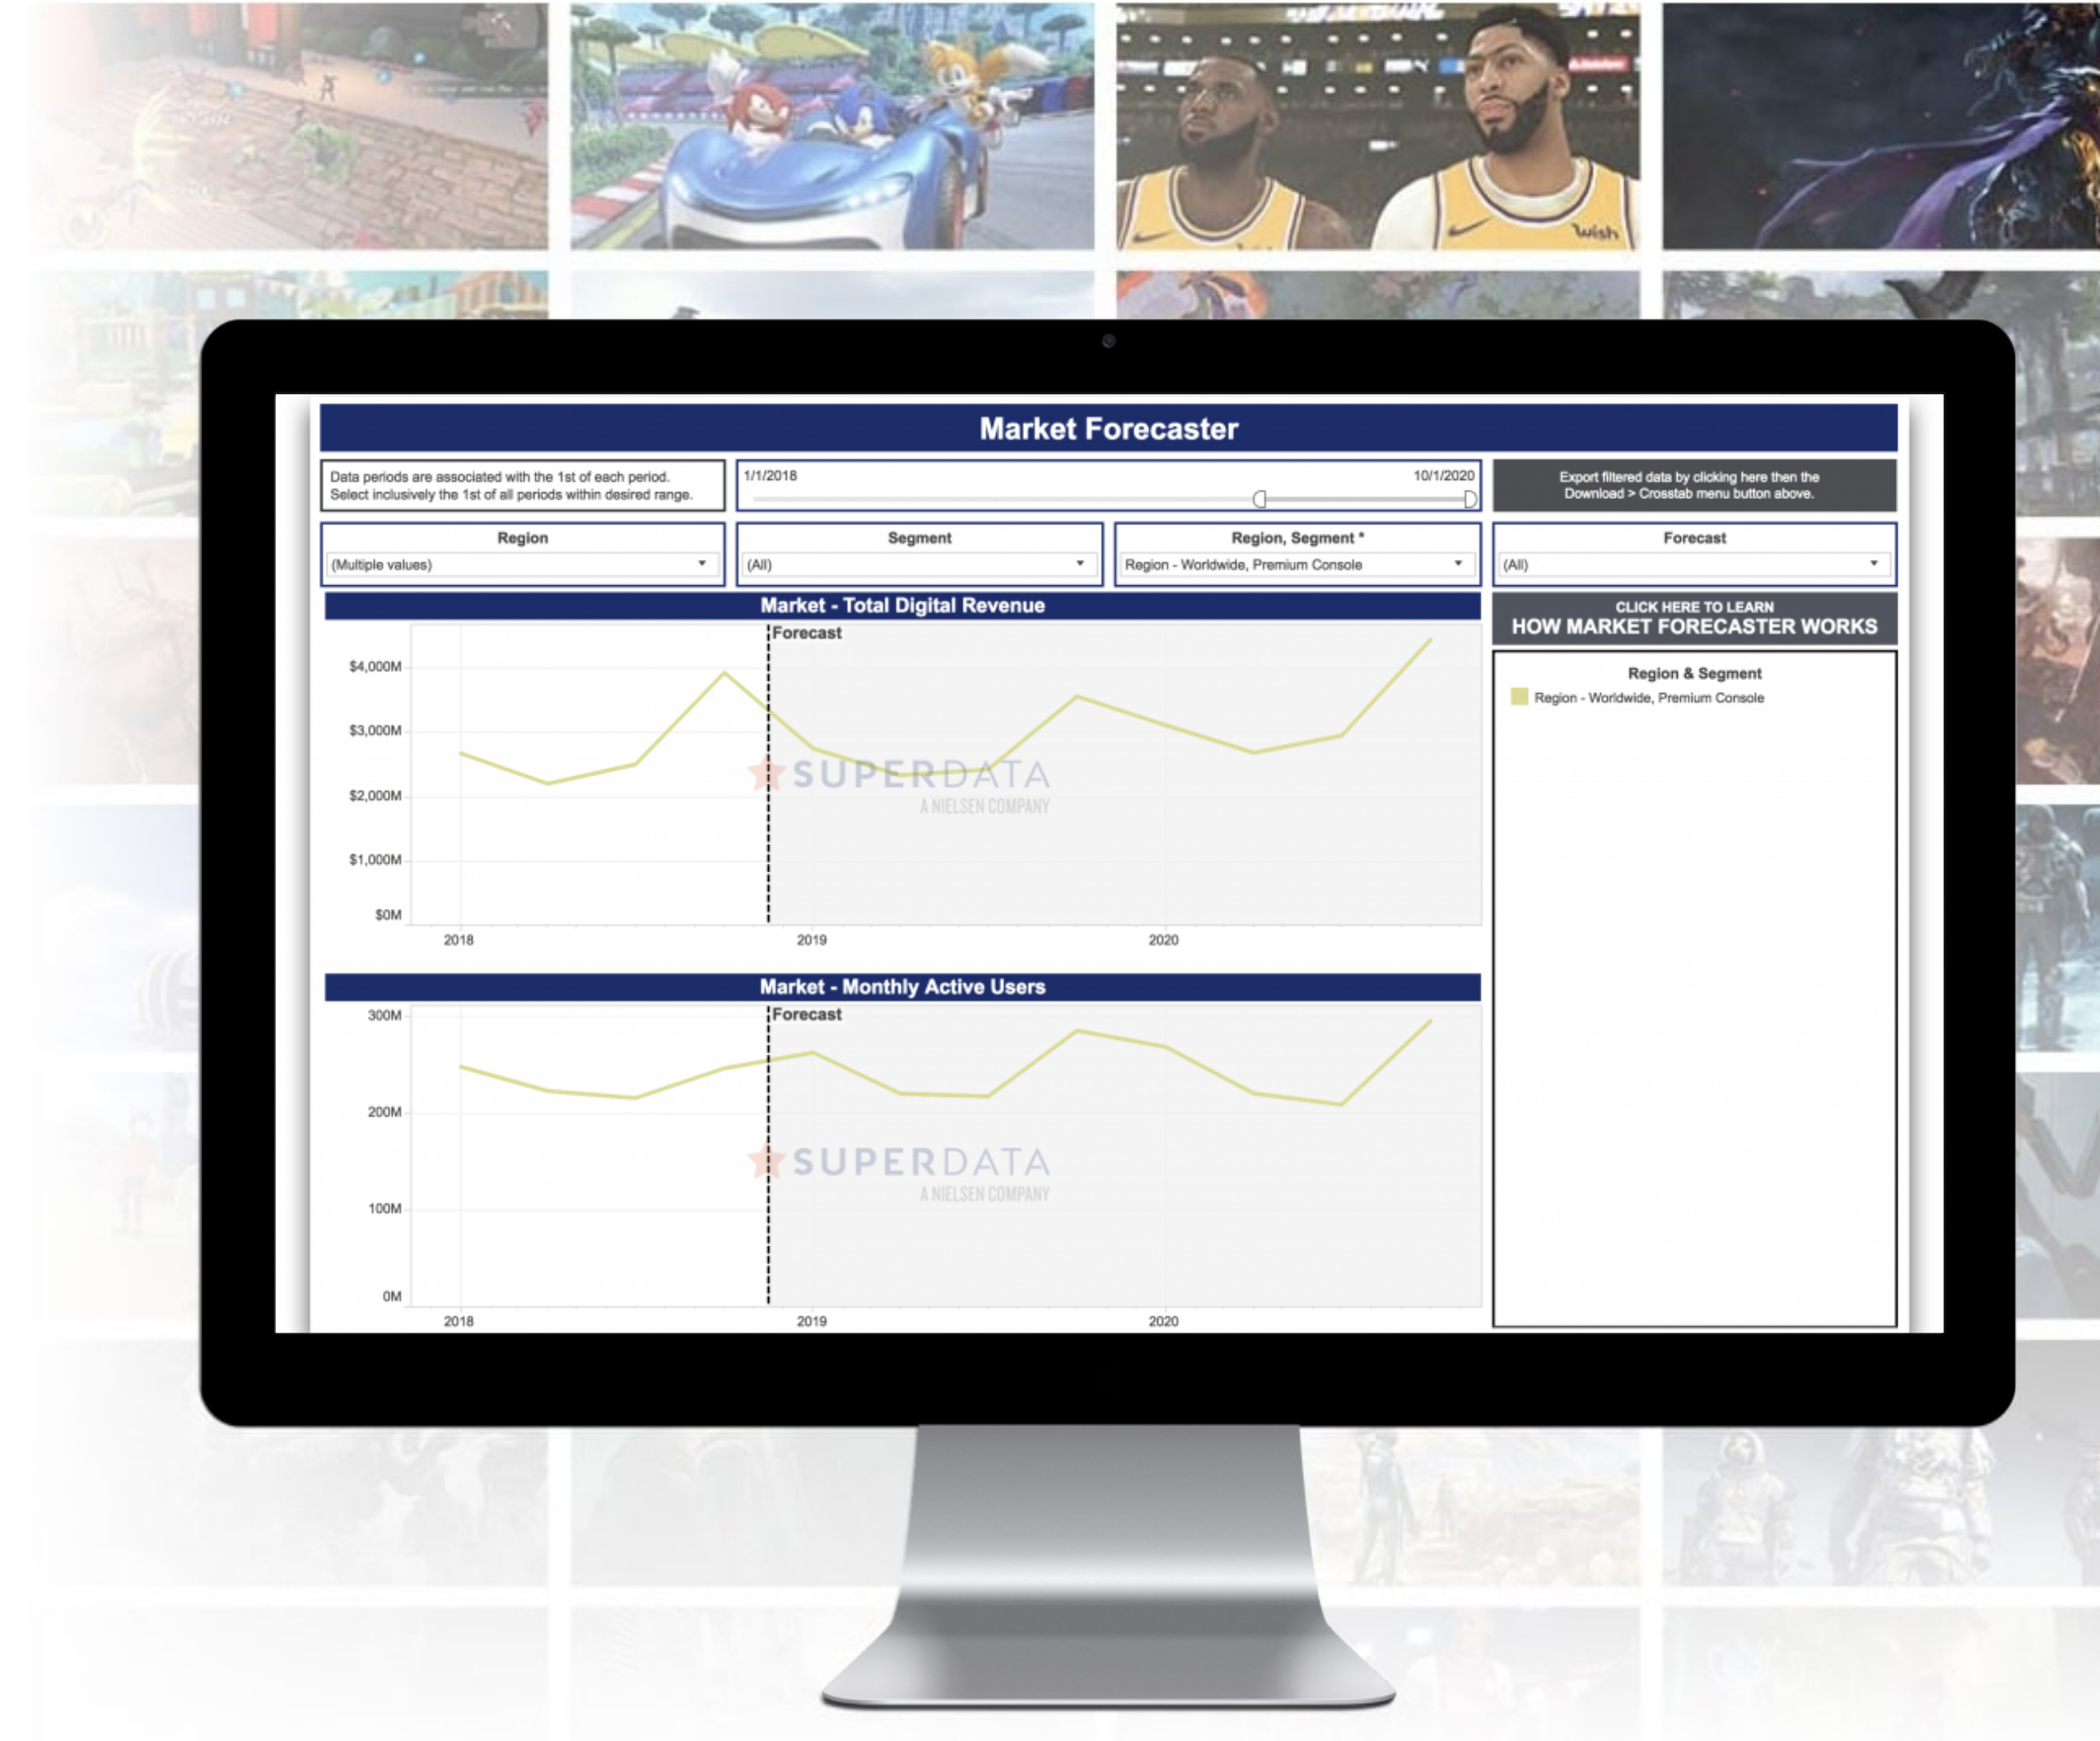 wish
Market Forecaster
Data periods are associated with the 1st of each period.
Select inclusively the 1st of all periods within desired range.
1/1/2018
10/1/2020
Export filtered data by clicking here then the
Download > Crosstab menu button above.
Region
(Multiple values)
Segment
(All)
Region, Segment *
Region - Worldwide, Premium Console
Forecast
(All)
Market - Total Digital Revenue
Forecast
$4,000M
$3,000M
$2,000M
$1,000M
$0M
SUPERDATA
A NIELSEN COMPANY
2018
2019
2020
CLICK HERE TO LEARN
HOW MARKET FORECASTER WORKS
Region & Segment
Region - Worldwide, Premium Console
Market - Monthly Active Users
Forecast
300M
200M
100M
0M
SUPERDATA
A NIELSEN COMPANY
2018
2019
2020